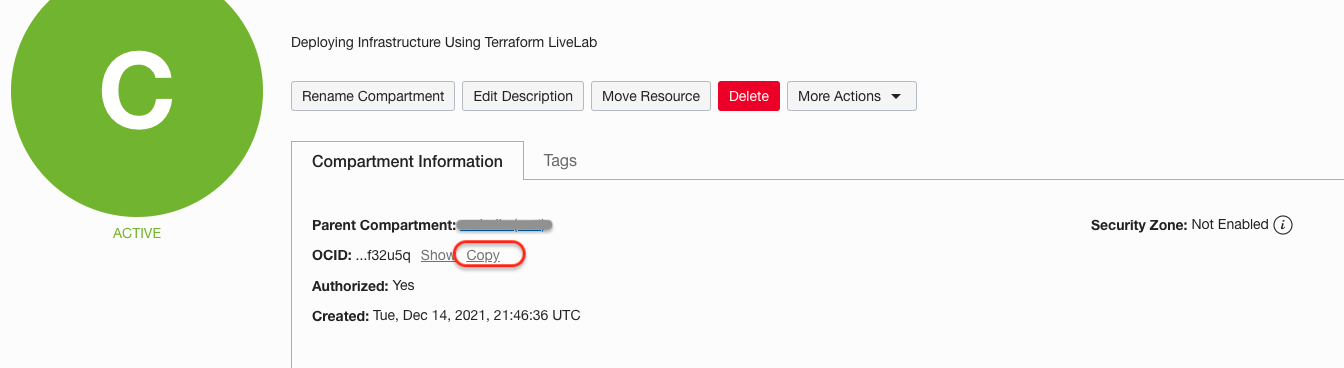 C
ACTIVE
Deploying Infrastructure Using Terraform LiveLab
Rename Compartment Edit Description Move Resource Delete More Actions
Compartment Information Tags
Parent Compartment:
Security Zone: Not Enabled i
OCID: ...f32u5q Show Copy
Authorized: Yes
Created: Tue, Dec 14, 2021, 21:46:36 UTC